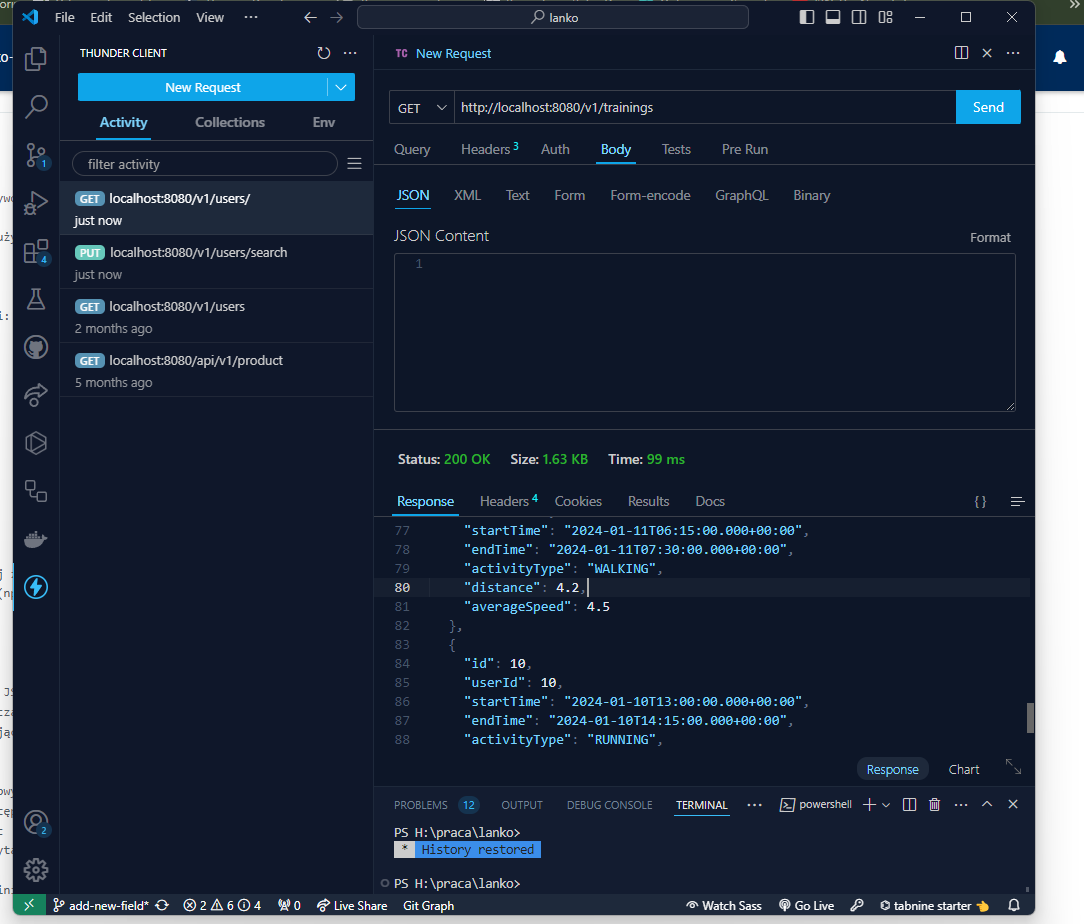 File Edit Selection View ··· lanko
THUNDER CLIENT
New Request
Activity Collections Env
filter activity
GET localhost:8080/v1/users/
just now
PUT localhost:8080/v1/users/search
just now
GET localhost:8080/v1/users
2 months ago
GET localhost:8080/api/v1/product
5 months ago
TC New Request
GET http://localhost:8080/v1/trainings Send
Query Headers 3 Auth Body Tests Pre Run
JSON XML Text Form Form-encode GraphQL Binary
JSON Content Format
1
Status: 200 OK Size: 1.63 KB Time: 99 ms
Response Headers 4 Cookies Results Docs {}
77 "startTime": "2024-01-11T06:15:00.000+00:00",
78 "endTime": "2024-01-11T07:30:00.000+00:00",
79 "activityType": "WALKING",
80 "distance": 4.2,
81 "averageSpeed": 4.5
82 },
83 {
84 "id": 10,
85 "userId": 10,
86 "startTime": "2024-01-10T13:00:00.000+00:00",
87 "endTime": "2024-01-10T14:15:00.000+00:00",
88 "activityType": "RUNNING",
Response Chart
PROBLEMS 12 OUTPUT DEBUG CONSOLE TERMINAL ··· powershell
PS H:\praca\lanko>
* History restored
PS H:\praca\lanko>
1
4
2
add-new-field* 2 6 4 0 Live Share Git Graph Watch Sass Go Live tabnine starter